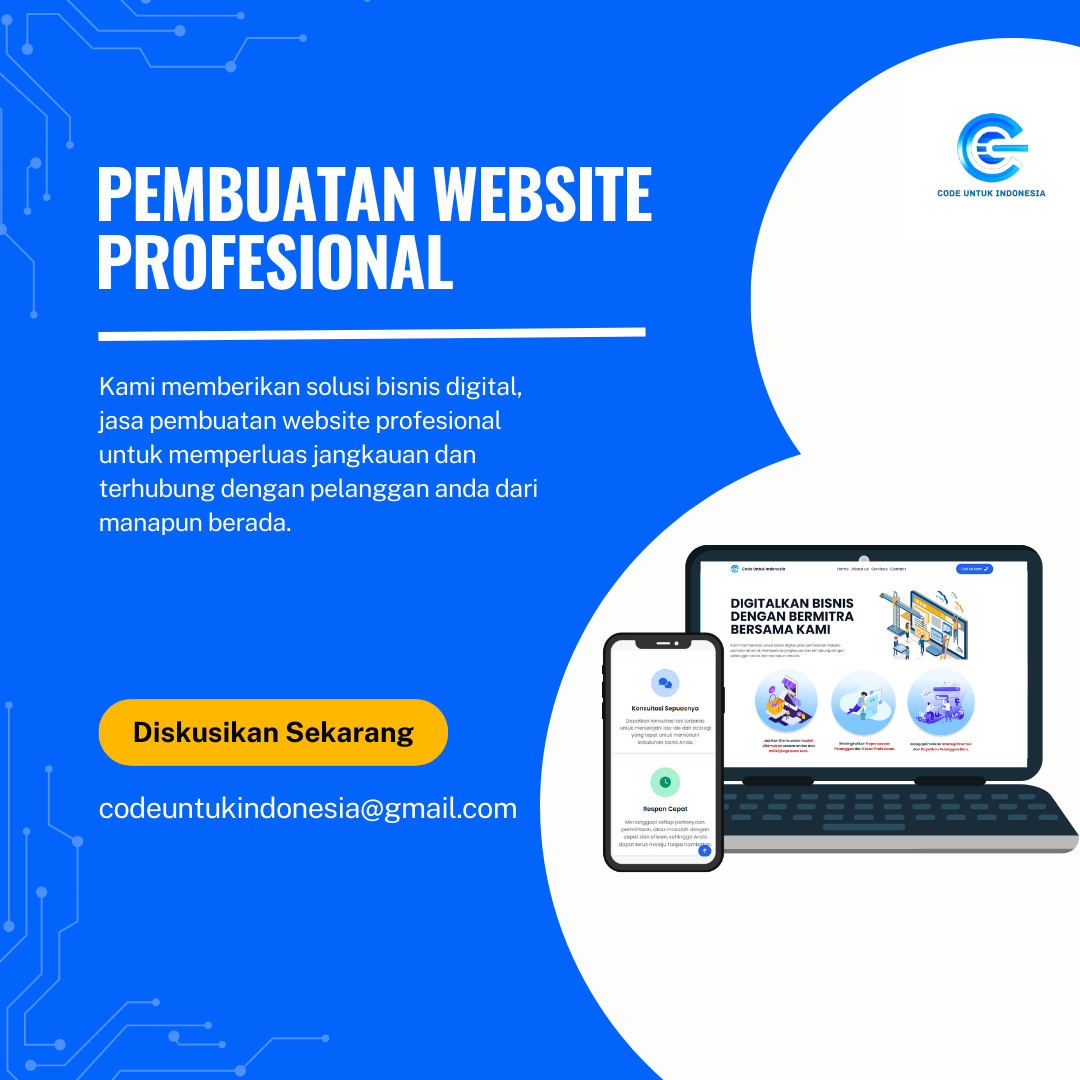 CODE UNTUK INDONESIA
PEMBUATAN WEBSITE
PROFESIONAL
Kami memberikan solusi bisnis digital,
jasa pembuatan website profesional
untuk memperluas jangkauan dan
terhubung dengan pelanggan anda dari
manapun berada.
Diskusikan Sekarang
codeuntukindonesia@gmail.com
Code Untuk Indonesia
Home About us Services Contact
DIGITALKAN BISNIS
DENGAN BERMITRA
BERSAMA KAMI
Konsultasi Sepuasnya
Dapatkan konsultasi tak terbatas
untuk menjelajahi ide-ide dan strategi
yang tepat untuk memenuhi
kebutuhan bisnis Anda.
Respon Cepat
Menanggapi setiap pertanyaan,
permintaan, atau masalah dengan
cepat dan efisien, sehingga Anda
dapat terus melaju tanpa hambatan.